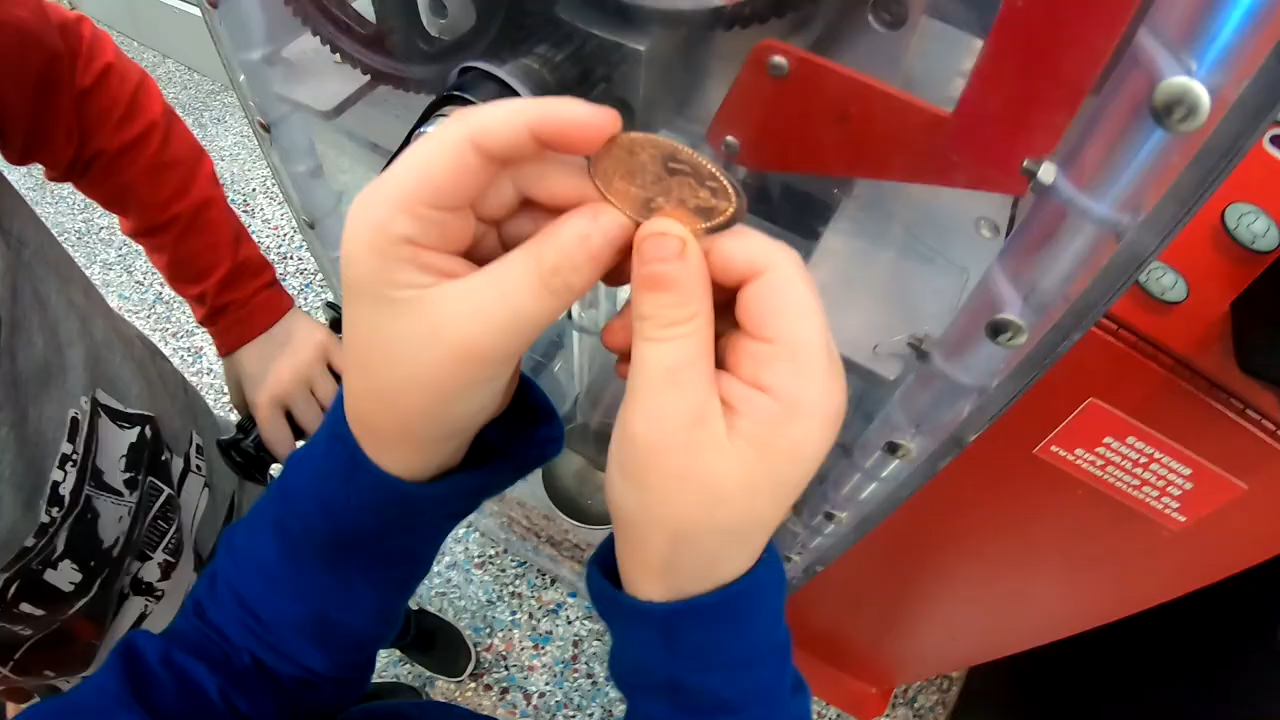 SOUVENIR
PENNY BOOKS
AVAILABLE IN
GIFT SHOP OR ON
WWW.PENNYCOLLECTOR.COM